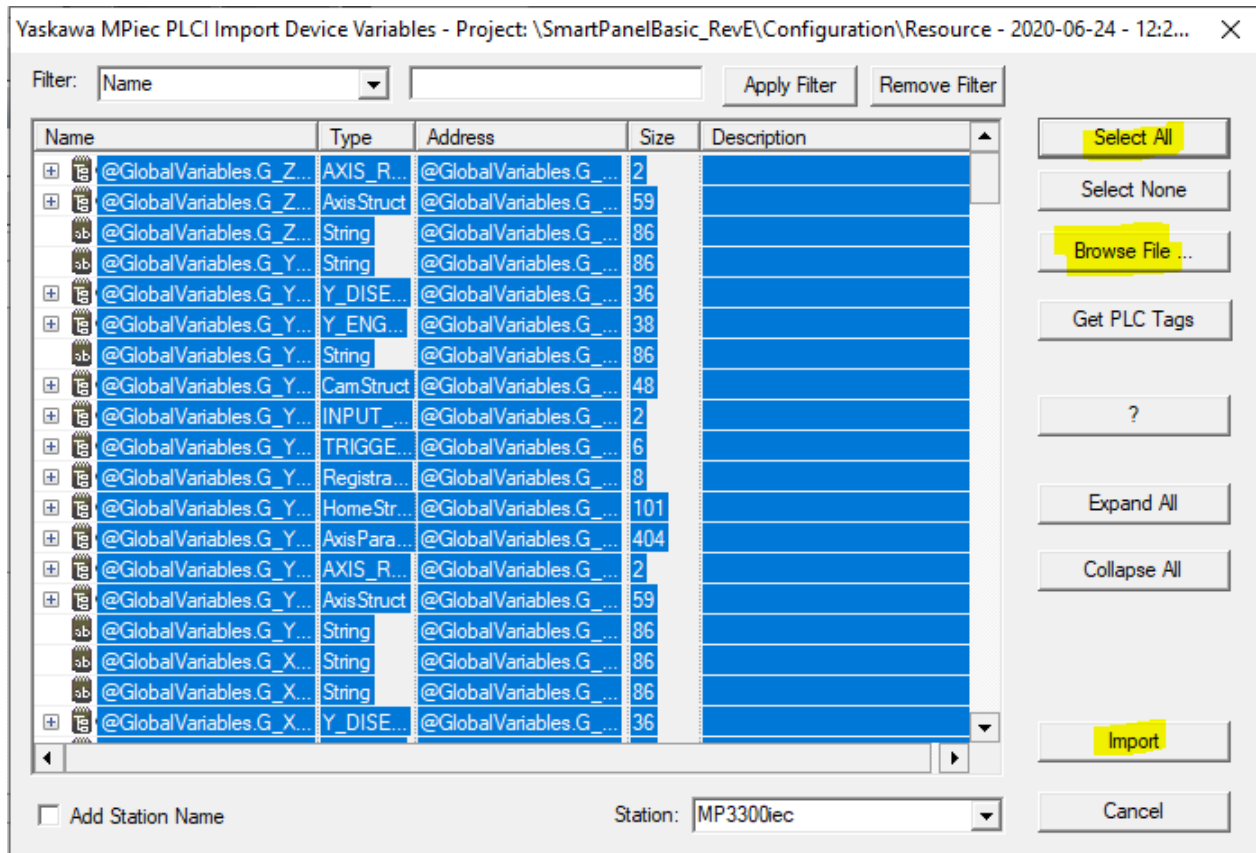 Yaskawa MPiec PLCI Import Device Variables - Project: \SmartPanelBasic_RevE\Configuration\Resource - 2020-06-24 - 12:2...
Filter: Name Apply Filter Remove Filter
Name Type Address Size Description
@GlobalVariables.G_Z... AXIS_R... @GlobalVariables.G_... 2
@GlobalVariables.G_Z... AxisStruct @GlobalVariables.G_... 59
@GlobalVariables.G_Z... String @GlobalVariables.G_... 86
@GlobalVariables.G_Y... String @GlobalVariables.G_... 86
@GlobalVariables.G_Y... Y_DISE... @GlobalVariables.G_... 36
@GlobalVariables.G_Y... Y_ENG... @GlobalVariables.G_... 38
@GlobalVariables.G_Y... String @GlobalVariables.G_... 86
@GlobalVariables.G_Y... CamStruct @GlobalVariables.G_... 48
@GlobalVariables.G_Y... INPUT_... @GlobalVariables.G_... 2
@GlobalVariables.G_Y... TRIGGE... @GlobalVariables.G_... 6
@GlobalVariables.G_Y... Registra... @GlobalVariables.G_... 8
@GlobalVariables.G_Y... HomeStr... @GlobalVariables.G_... 101
@GlobalVariables.G_Y... AxisPara... @GlobalVariables.G_... 404
@GlobalVariables.G_Y... AXIS_R... @GlobalVariables.G_... 2
@GlobalVariables.G_Y... AxisStruct @GlobalVariables.G_... 59
@GlobalVariables.G_Y... String @GlobalVariables.G_... 86
@GlobalVariables.G_X... String @GlobalVariables.G_... 86
@GlobalVariables.G_X... String @GlobalVariables.G_... 86
@GlobalVariables.G_X... Y_DISE... @GlobalVariables.G_... 36
Select All
Select None
Browse File ...
Get PLC Tags
?
Expand All
Collapse All
Import
Cancel
Add Station Name Station: MP3300iec